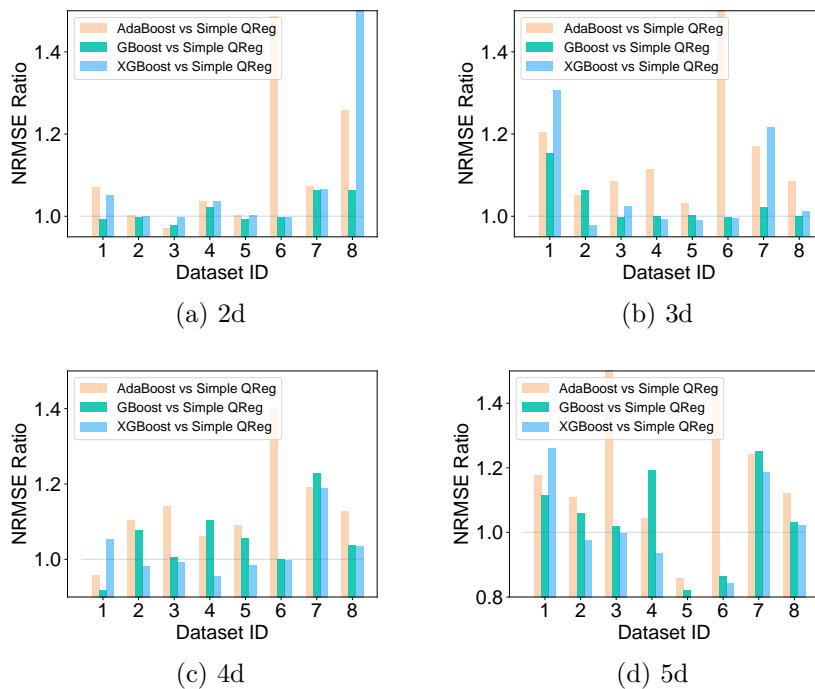 AdaBoost vs Simple QReg
GBoost vs Simple QReg
XGBoost vs Simple QReg
NRMSE Ratio
1.4
1.2
1.0
1 2 3 4 5 6 7 8
Dataset ID
(a) 2d
AdaBoost vs Simple QReg
GBoost vs Simple QReg
XGBoost vs Simple QReg
NRMSE Ratio
1.4
1.2
1.0
1 2 3 4 5 6 7 8
Dataset ID
(b) 3d
AdaBoost vs Simple QReg
GBoost vs Simple QReg
XGBoost vs Simple QReg
NRMSE Ratio
1.4
1.2
1.0
1 2 3 4 5 6 7 8
Dataset ID
(c) 4d
AdaBoost vs Simple QReg
GBoost vs Simple QReg
XGBoost vs Simple QReg
NRMSE Ratio
1.4
1.2
1.0
0.8
1 2 3 4 5 6 7 8
Dataset ID
(d) 5d